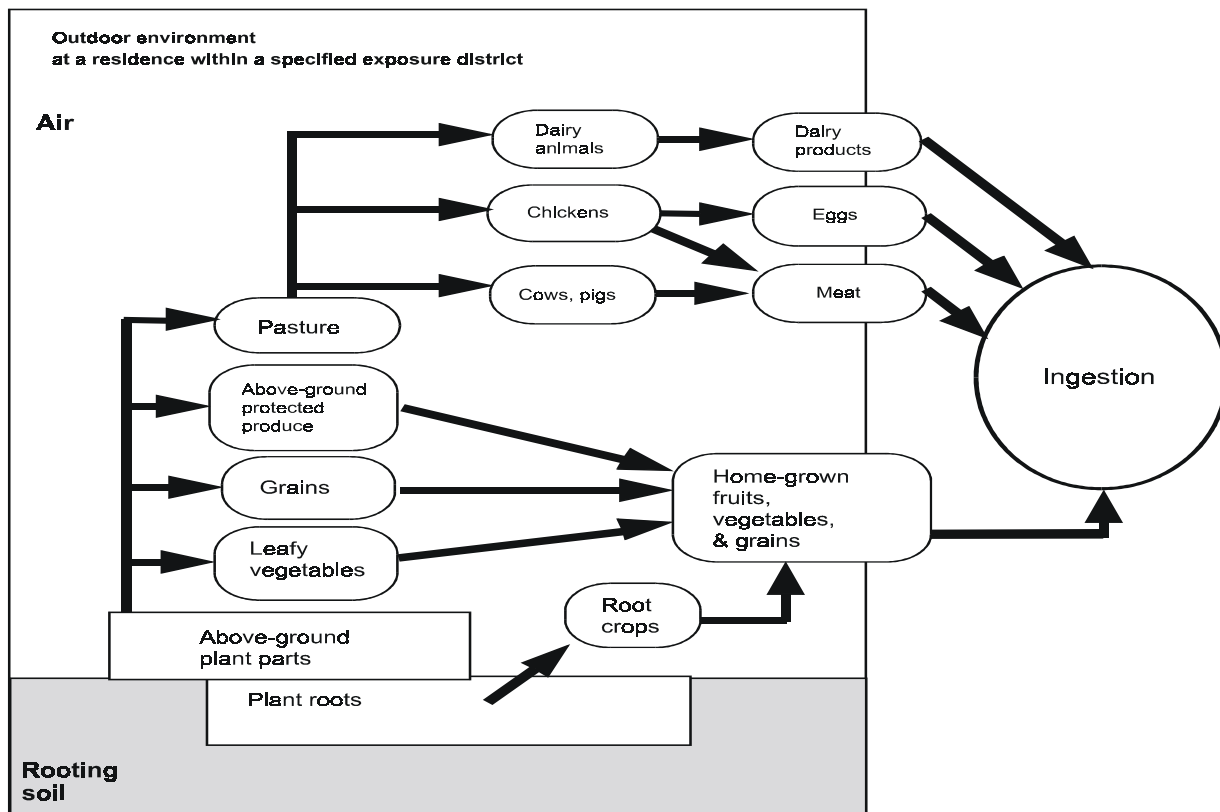 Outdoor environment
at a residence within a specified exposure district
Air
Dairy
animals
Dairy
products
Chickens
Eggs
Cows, pigs
Meat
Pasture
Ingestion
Above-ground
protected
produce
Grains
Home-grown
fruits,
vegetables,
& grains
Leafy
vegetables
Root
crops
Above-ground
plant parts
Plant roots
Rooting
soil